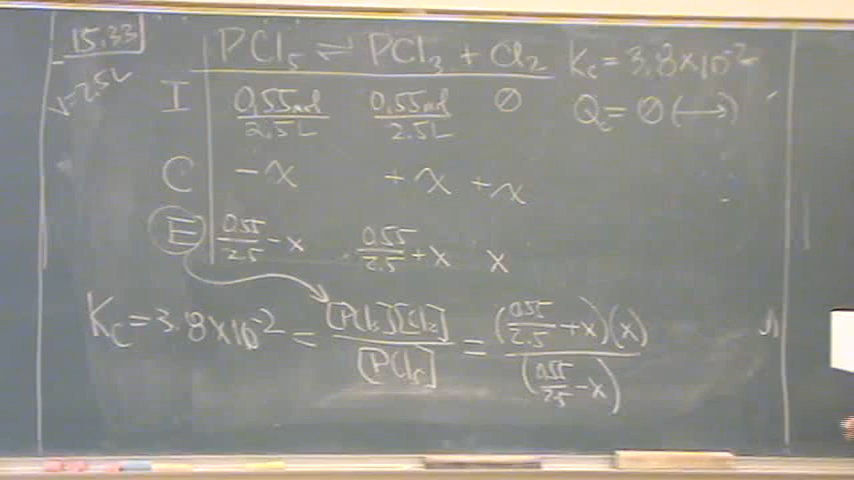 15.33
V=2.5L
PCl₅ ⇌ PCl₃ + Cl₂ Kc = 3.8×10⁻²
I 0.55mol/2.5L 0.55mol/2.5L ∅ Qc = ∅ (→)
C -x +x +x
E 0.55/2.5 - x 0.55/2.5 + x x
Kc = 3.8×10⁻² = [PCl₃][Cl₂]/[PCl₅] = (0.55/2.5 + x)(x)/(0.55/2.5 - x)